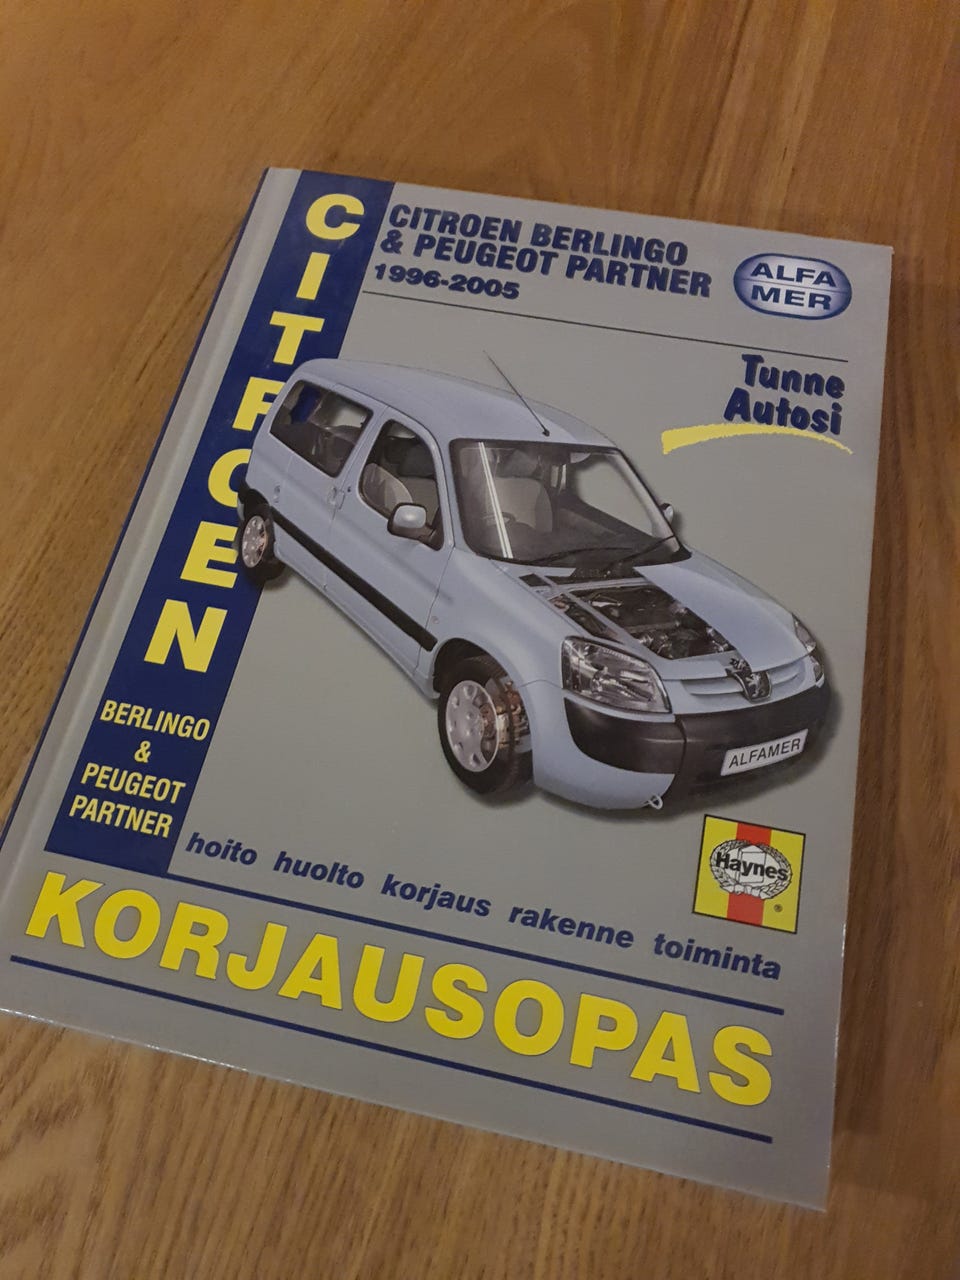 CITROEN
BERLINGO
&
PEUGEOT
PARTNER
CITROEN BERLINGO
& PEUGEOT PARTNER
1996-2005
ALFA
MER
Tunne
Autosi
ALFAMER
Haynes
®
hoito huolto korjaus rakenne toiminta
KORJAUSOPAS